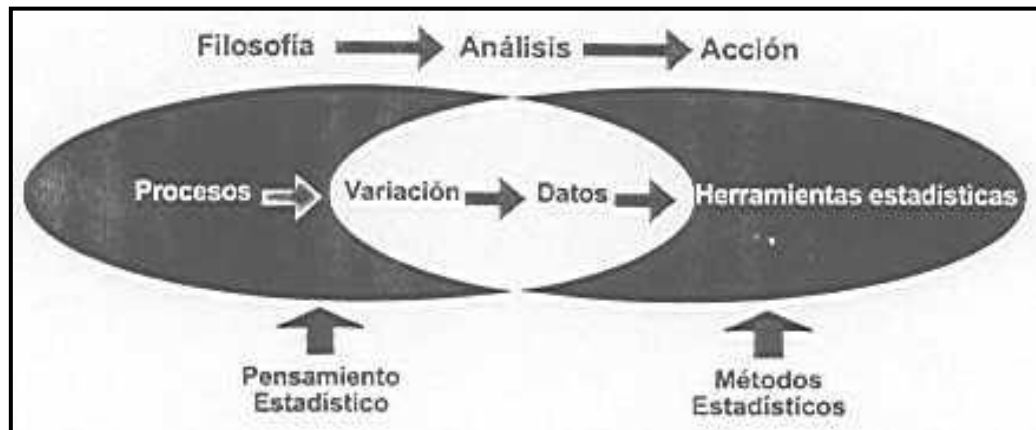 Filosofía Análisis Acción
Procesos Variación Datos Herramientas estadísticas
Pensamiento
Estadístico
Métodos
Estadísticos